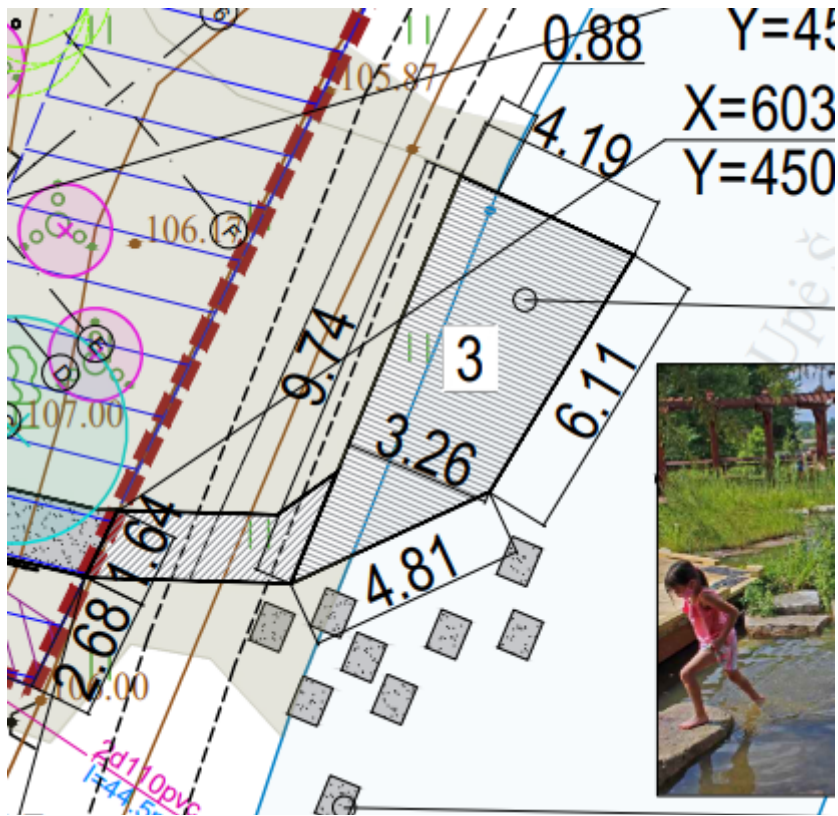 0.88
Y=45
105.87
X=603
4.19
Y=450
106.17
F
Upė
9.74
3
6.11
E
D
107.00
3.26
1.64
4.81
2.68
2d110pvc